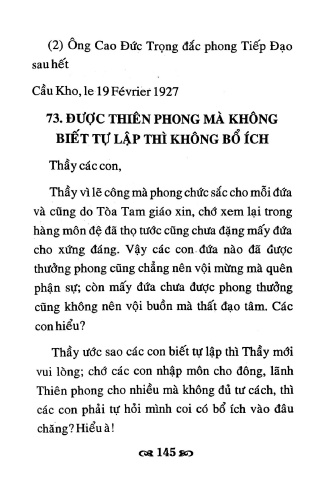 (2) Ông Cao Đức Trọng đắc phong Tiếp Đạo
sau hết
Cầu Kho, le 19 Février 1927
73. ĐƯỢC THIÊN PHONG MÀ KHÔNG
BIẾT TỰ LẬP THÌ KHÔNG BỔ ÍCH
Thầy các con,
Thầy vì lẽ công mà phong chức sắc cho mỗi đứa
và cũng do Tòa Tam giáo xin, chớ xem lại trong
hàng môn đệ đã thọ tước cũng chưa đặng mấy đứa
cho xứng đáng. Vậy các con đứa nào đã được
thưởng phong cũng chẳng nên vội mừng mà quên
phận sự; còn mấy đứa chưa được phong thưởng
cũng không nên vội buồn mà thất đạo tâm. Các
con hiểu?
Thầy ước sao các con biết tự lập thì Thầy mới
vui lòng; chớ các con nhập môn cho đông, lãnh
Thiên phong cho nhiều mà không đủ tư cách, thì
các con phải tự hỏi mình coi có bổ ích vào đâu
chăng? Hiểu à!
145